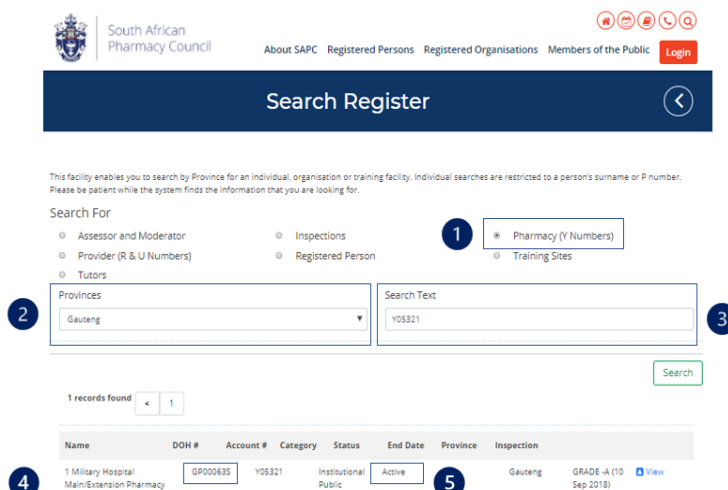 South African
Pharmacy Council
About SAPC Registered Persons Registered Organisations Members of the Public Login
Search Register
This facility enables you to search by Province for an individual, organisation or training facility. Individual searches are restricted to a person's surname or P number.
Please be patient while the system finds the information that you are looking for.
Search For
Assessor and Moderator Inspections 1 Pharmacy (Y Numbers)
Provider (R & U Numbers) Registered Person Training Sites
Tutors
Provinces Search Text
2 Gauteng Y05321 3
Search
1 records found < 1
Name DOH # Account # Category Status End Date Province Inspection
4 1 Military Hospital GP00063S Y05321 Institutional Active 5 Gauteng GRADE -A (10 View
Main/Extension Pharmacy Public Sep 2018)